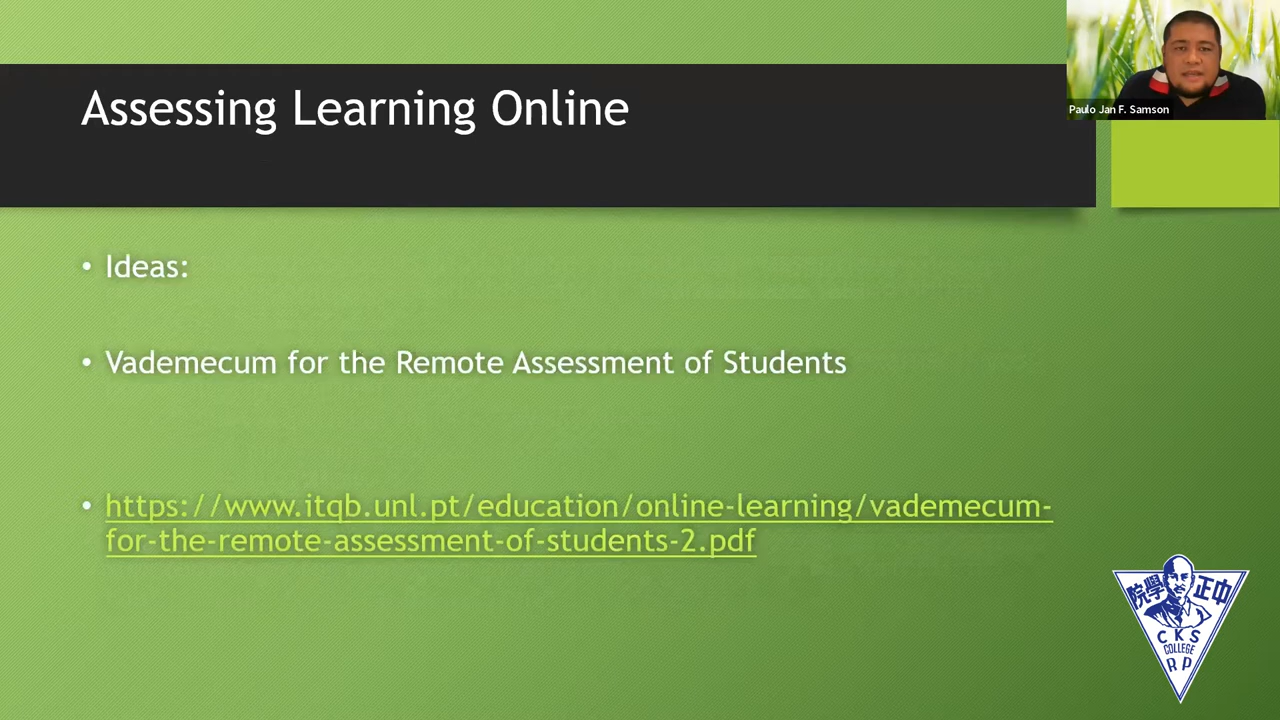 Assessing Learning Online
Paulo Jan F. Samson
• Ideas:
• Vademecum for the Remote Assessment of Students
• https://www.itqb.unl.pt/education/online-learning/vademecum-
for-the-remote-assessment-of-students-2.pdf
院學 正中
CKS
COLLEGE
RP